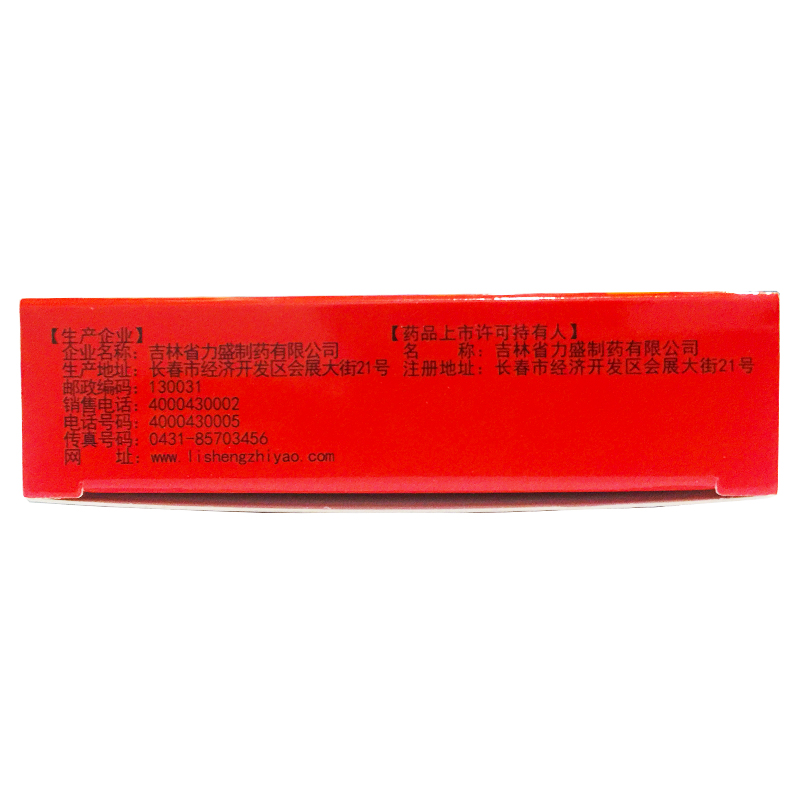 【生产企业】
企业名称：吉林省力盛制药有限公司
生产地址：长春市经济开发区会展大街21号
邮政编码：130031
销售电话：4000430002
电话号码：4000430005
传真号码：0431-85703456
网　　址：www.lishengzhiyao.com
【药品上市许可持有人】
名　　称：吉林省力盛制药有限公司
注册地址：长春市经济开发区会展大街21号